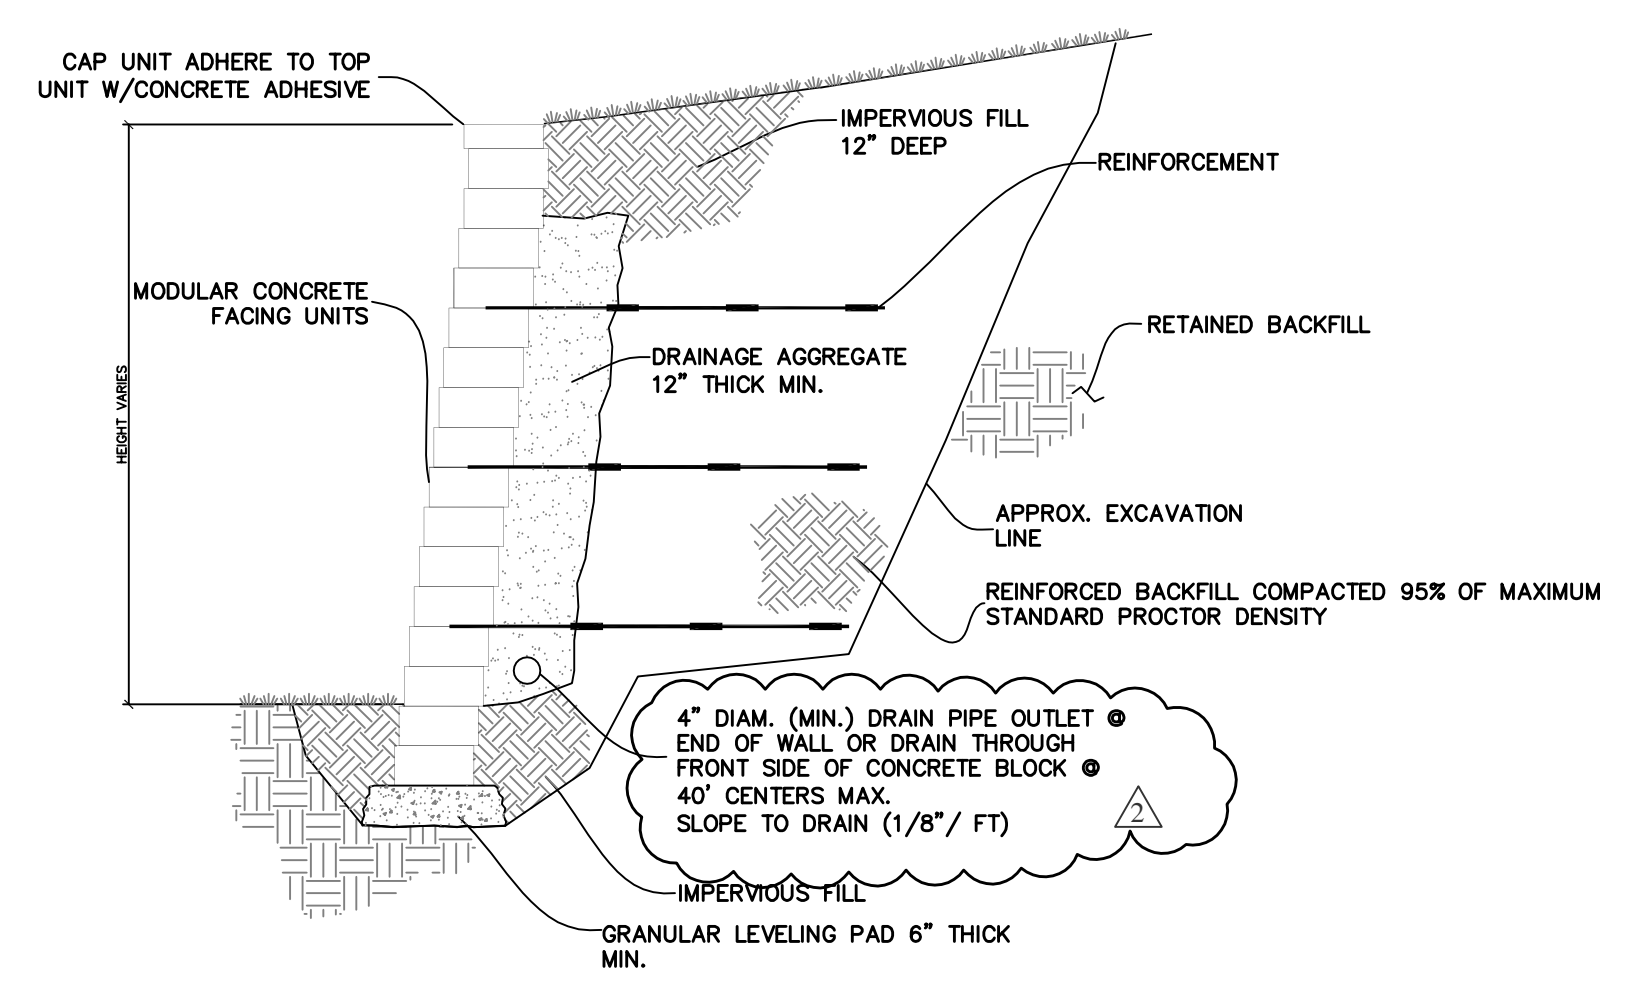 CAP UNIT ADHERE TO TOP
UNIT W/CONCRETE ADHESIVE
IMPERVIOUS FILL
12" DEEP
REINFORCEMENT
MODULAR CONCRETE
FACING UNITS
RETAINED BACKFILL
DRAINAGE AGGREGATE
12" THICK MIN.
HEIGHT VARIES
APPROX. EXCAVATION
LINE
REINFORCED BACKFILL COMPACTED 95% OF MAXIMUM
STANDARD PROCTOR DENSITY
4" DIAM. (MIN.) DRAIN PIPE OUTLET @
END OF WALL OR DRAIN THROUGH
FRONT SIDE OF CONCRETE BLOCK @
40' CENTERS MAX.
SLOPE TO DRAIN (1/8"/ FT)
2
IMPERVIOUS FILL
GRANULAR LEVELING PAD 6" THICK
MIN.